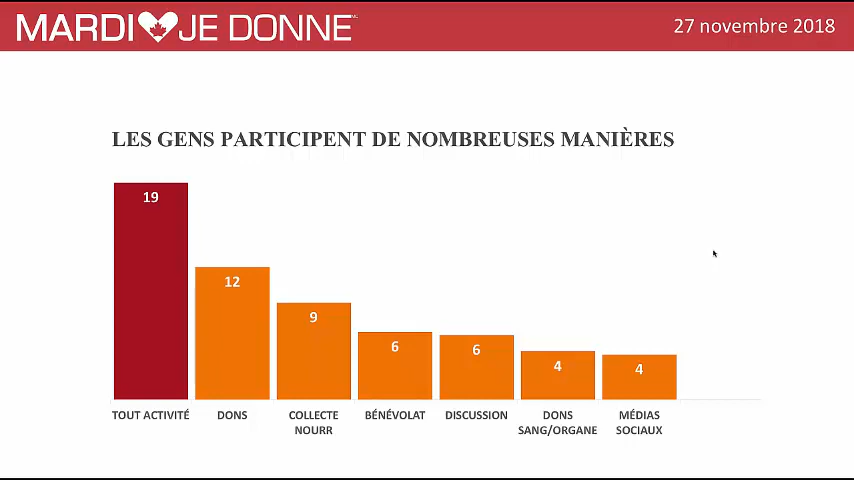 MARDI JE DONNE
27 novembre 2018
LES GENS PARTICIPENT DE NOMBREUSES MANIÈRES
19
12
9
6
6
4
4
TOUT ACTIVITÉ
DONS
COLLECTE
NOURR
BÉNÉVOLAT
DISCUSSION
DONS
SANG/ORGANE
MÉDIAS
SOCIAUX